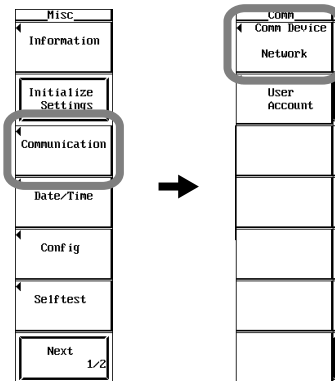 Misc
Information
Initialize
Settings
Communication
Date/Time
Config
Selftest
Next
1/2
Comm
Comm Device
Network
User
Account